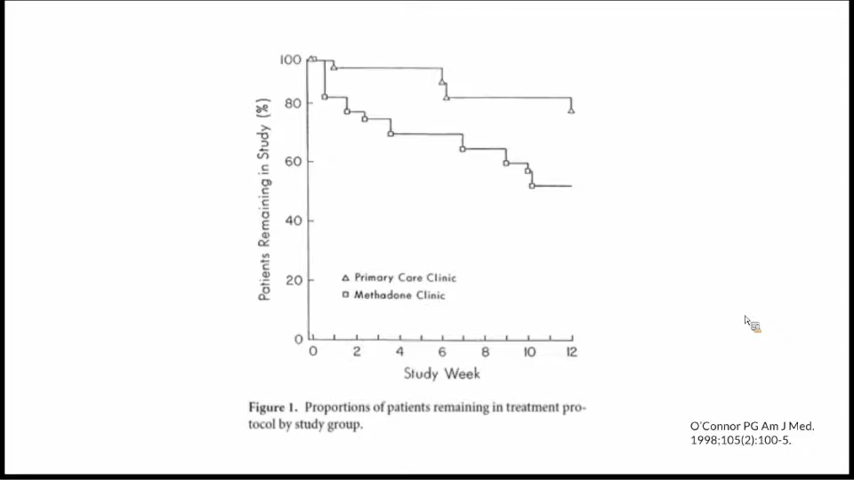 100
80
60
40
20
0
Patients Remaining in Study (%)
△ Primary Care Clinic
□ Methadone Clinic
0 2 4 6 8 10 12
Study Week
Figure 1. Proportions of patients remaining in treatment pro-
tocol by study group.
O'Connor PG Am J Med.
1998;105(2):100-5.